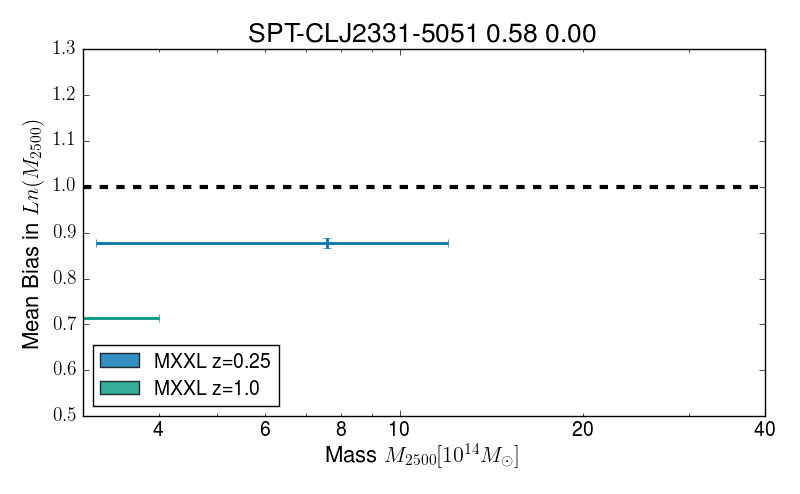 SPT-CLJ2331-5051 0.58 0.00
1.3
1.2
1.1
1.0
0.9
0.8
0.7
0.6
0.5
Mean Bias in Ln(M₂₅₀₀)
MXXL z=0.25
MXXL z=1.0
4 6 8 10 20 40
Mass M₂₅₀₀[10¹⁴M☉]